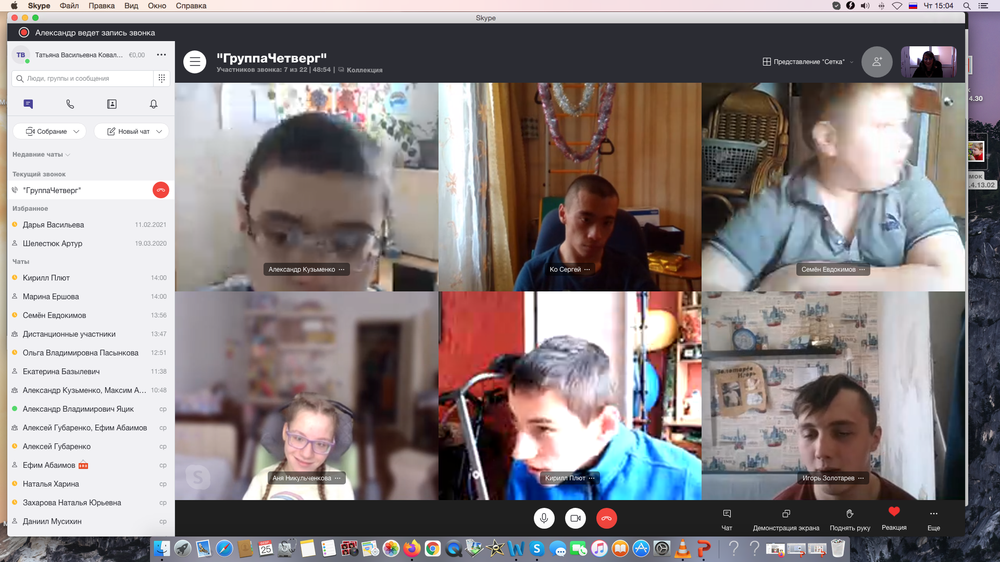 Skype Файл Правка Вид Окно Справка
Чт 15:04
Skype
Александр ведет запись звонка
ТВ Татьяна Васильевна Ковал... €0,00
Люди, группы и сообщения
Собрание
Новый чат
Недавние чаты
Текущий звонок
"ГруппаЧетверг"
Избранное
Дарья Васильева 11.02.2021
Шелестюк Артур 19.03.2020
Чаты
Кирилл Плют 14:00
Марина Ершова 14:00
Семён Евдокимов 13:56
Дистанционные участники 13:47
Ольга Владимировна Пасынкова 12:51
Екатерина Базылевич 11:38
Александр Кузьменко, Максим А... 10:48
Александр Владимирович Яцик ср
Алексей Губаренко, Ефим Абаимов ср
Алексей Губаренко ср
Ефим Абаимов ср
Наталья Харина ср
Захарова Наталья Юрьевна ср
Даниил Мусихин ср
"ГруппаЧетверг"
Участников звонка: 7 из 22 | 48:54 | Коллекция
Представление "Сетка"
Александр Кузьменко ...
Ко Сергей ...
Семён Евдокимов ...
Аня Никульченкова ...
Кирилл Плют ...
Игорь Золотарев ...
Золотарёв
Игорь
Чат
Демонстрация экрана
Поднять руку
Реакция
Еще
4.30
мок
.4.13.02
ФЕВР.
25